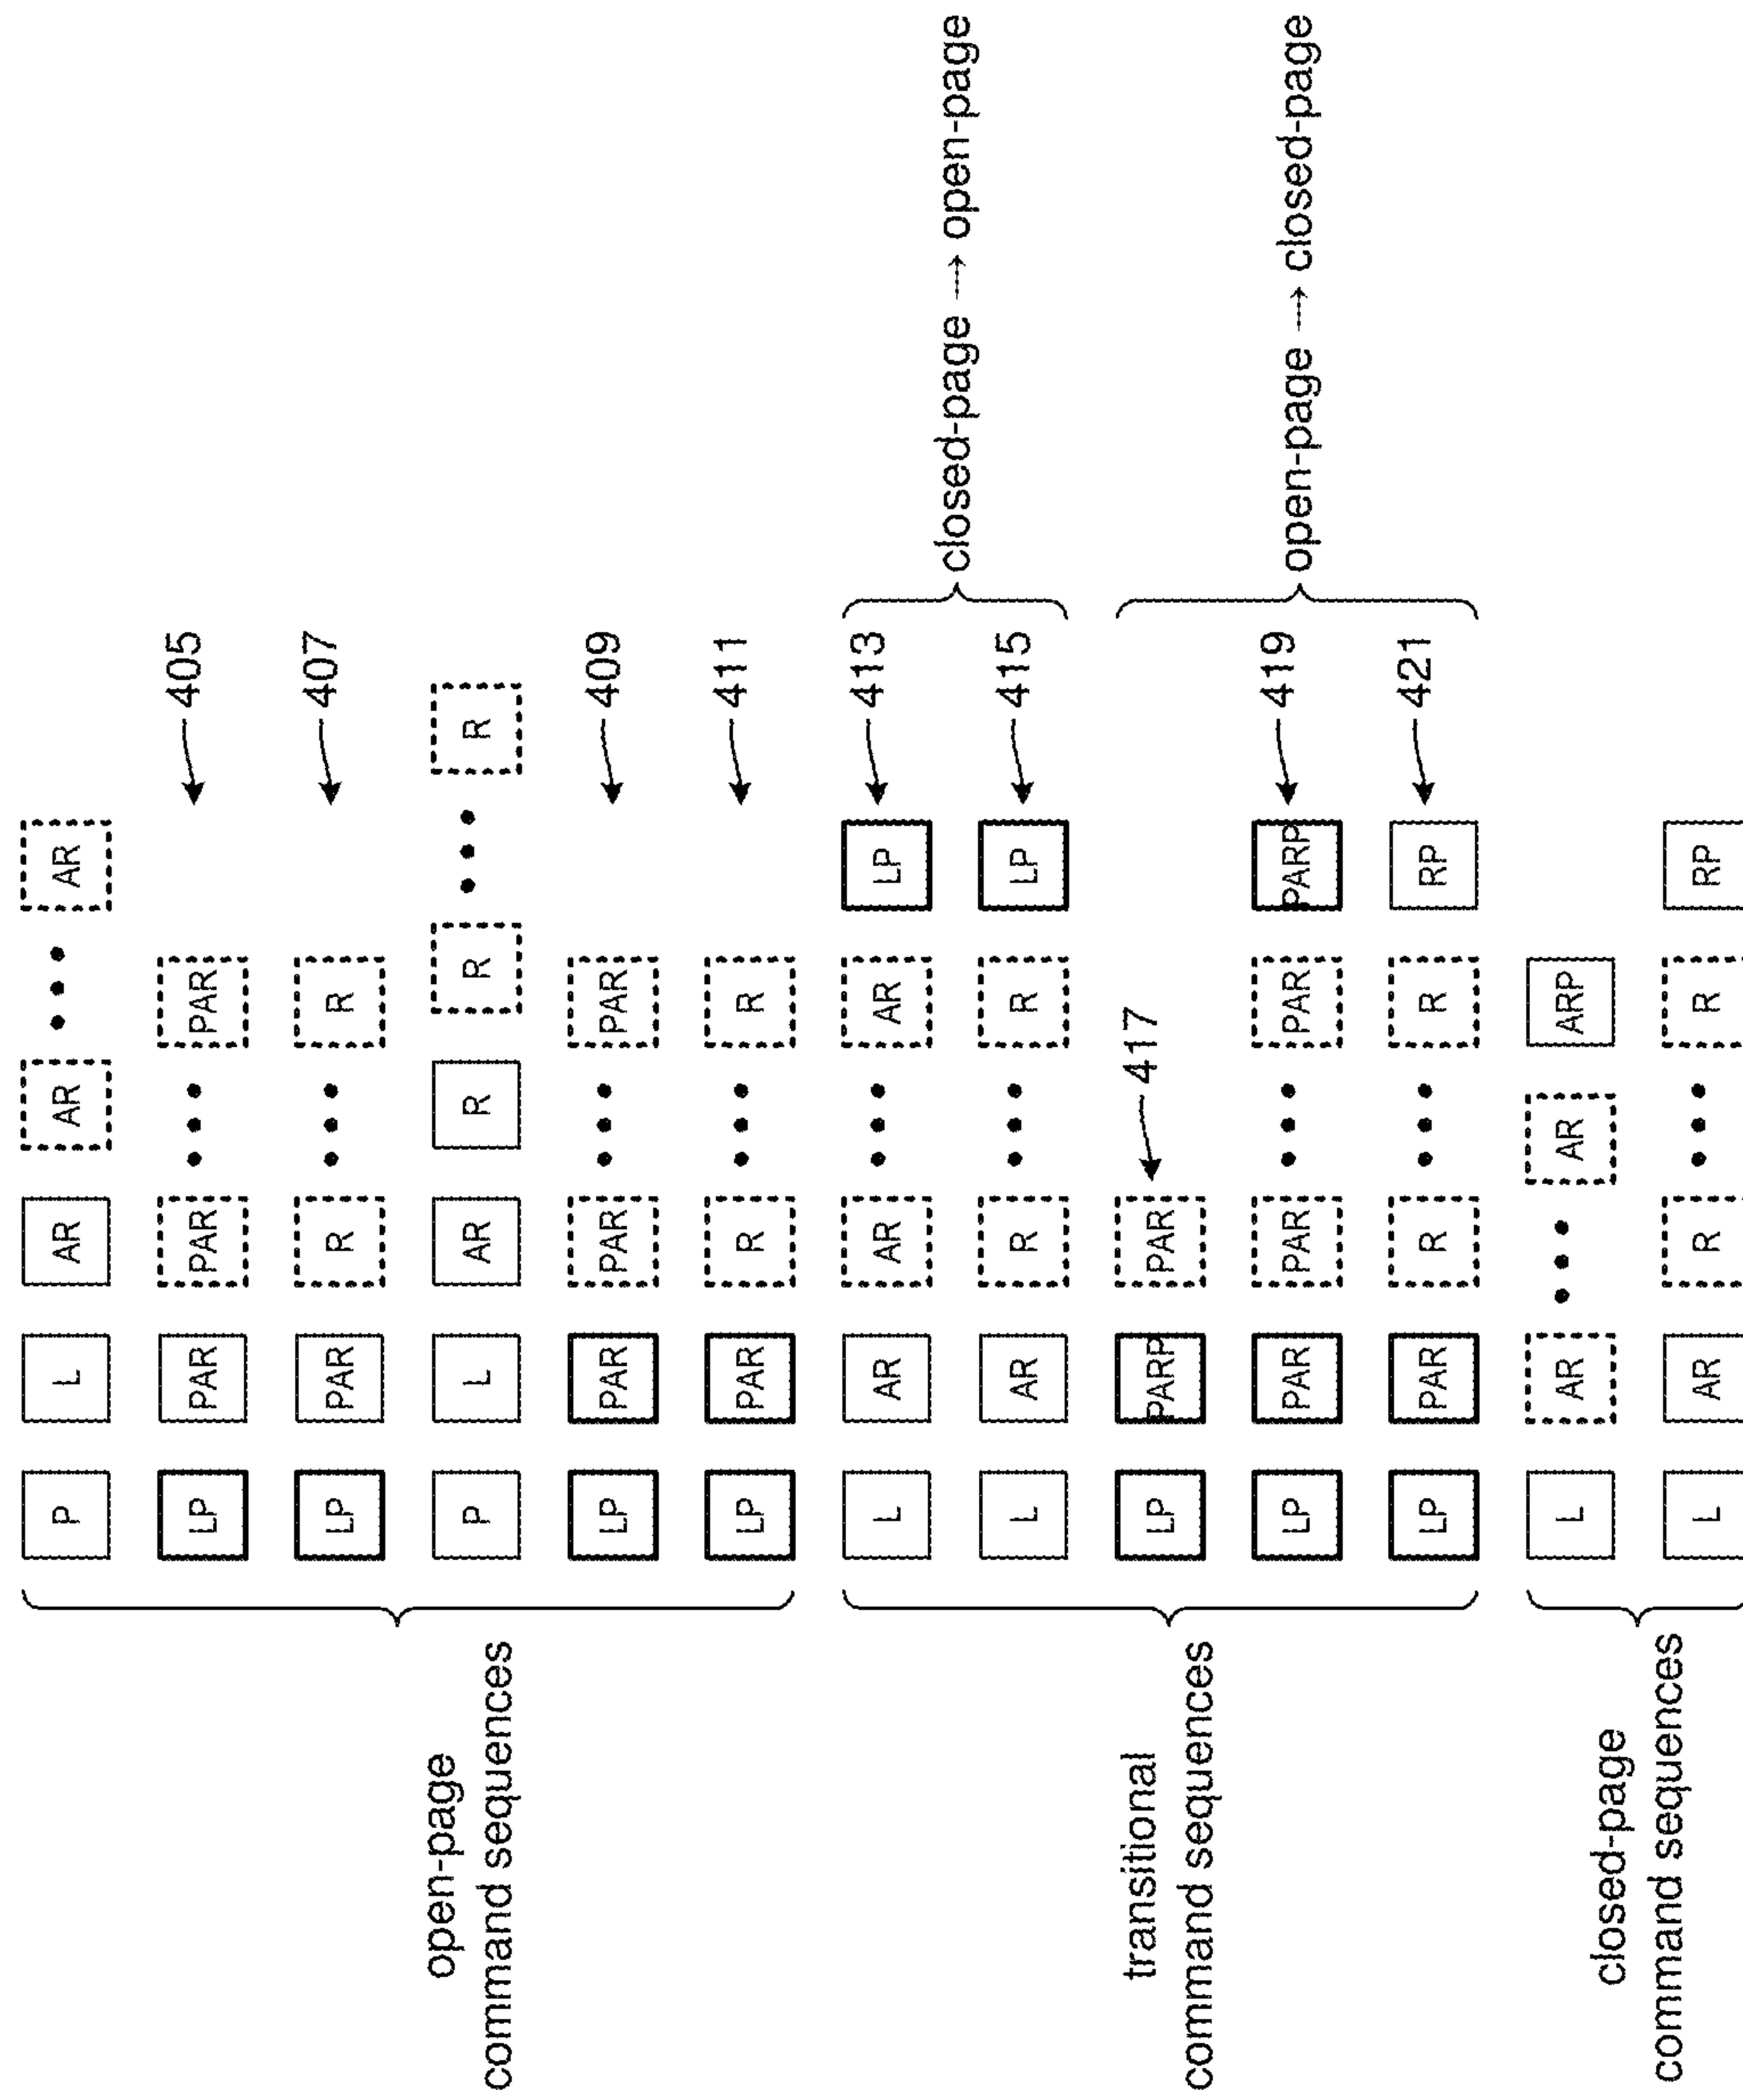 P L AR AR ••• AR
LP PAR PAR ••• PAR 405
LP PAR R ••• R 407
open-page
command sequences
P L AR R R ••• R
LP PAR PAR ••• PAR 409
LP PAR R ••• R 411
L AR AR ••• AR LP 413
closed-page → open-page
L AR R ••• R LP 415
transitional
command sequences
LP PARP PAR 417
LP PAR PAR ••• PAR PARP 419
open-page → closed-page
LP PAR R ••• R RP 421
closed-page
command sequences
L AR ••• AR ARP
L AR R ••• R RP